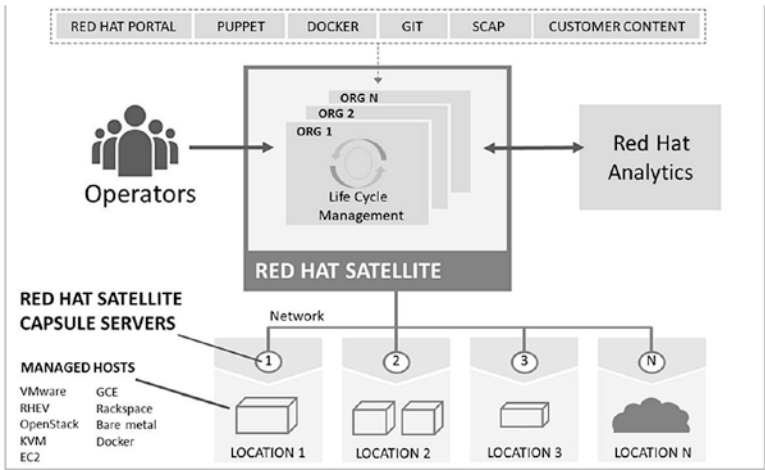 RED HAT PORTAL
PUPPET
DOCKER
GIT
SCAP
CUSTOMER CONTENT
ORG N
ORG 2
ORG 1
Life Cycle
Management
Operators
Red Hat
Analytics
RED HAT SATELLITE
RED HAT SATELLITE
CAPSULE SERVERS
Network
1
2
3
N
MANAGED HOSTS
VMware
RHEV
OpenStack
KVM
EC2
GCE
Rackspace
Bare metal
Docker
LOCATION 1
LOCATION 2
LOCATION 3
LOCATION N